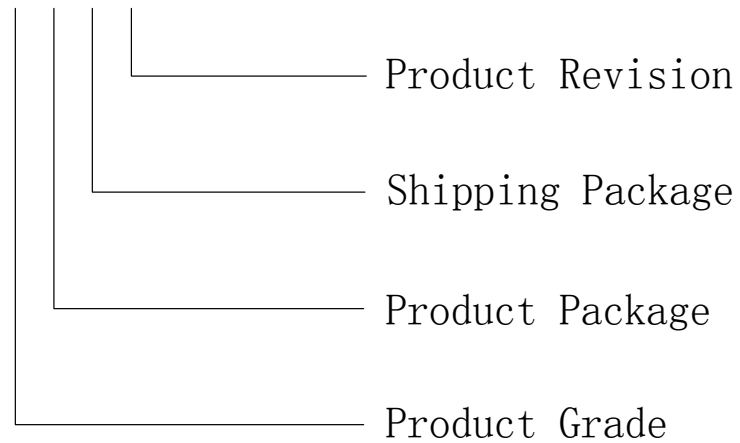 Product Revision
Shipping Package
Product Package
Product Grade